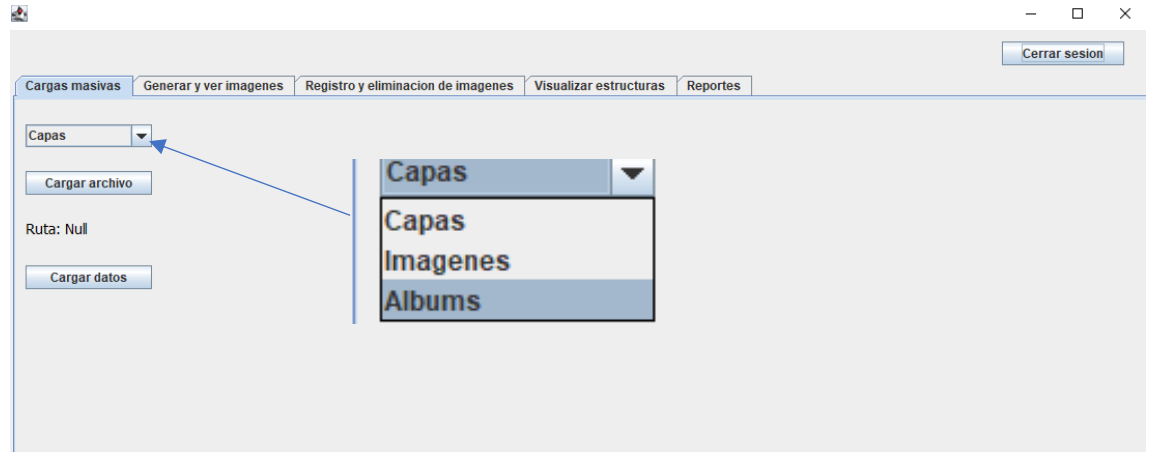 Cerrar sesion
Cargas masivas Generar y ver imagenes Registro y eliminacion de imagenes Visualizar estructuras Reportes
Capas
Cargar archivo
Ruta: Null
Cargar datos
Capas
Capas
Imagenes
Albums